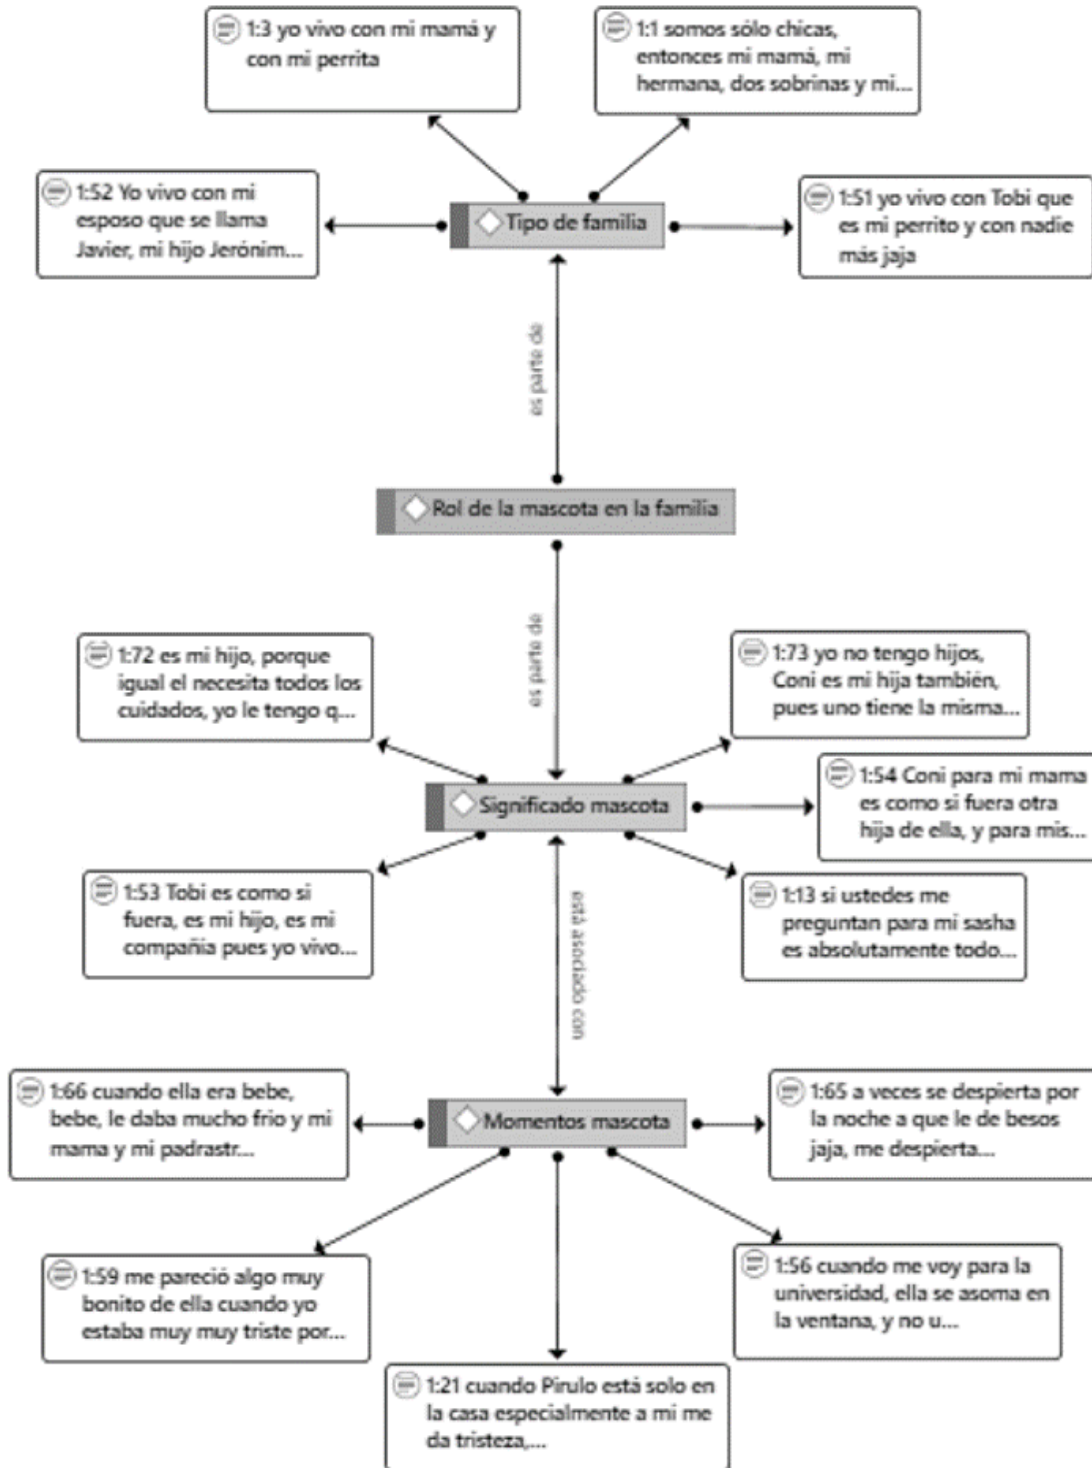 1:3 yo vivo con mi mamá y
con mi perrita
1:1 somos sólo chicas,
entonces mi mamá, mi
hermana, dos sobrinas y mi...
1:52 Yo vivo con mi
esposo que se llama
Javier, mi hijo Jerónim...
Tipo de familia
1:51 yo vivo con Tobi que
es mi perrito y con nadie
más jaja
es parte de
Rol de la mascota en la familia
es parte de
1:72 es mi hijo, porque
igual el necesita todos los
cuidados, yo le tengo q...
1:73 yo no tengo hijos,
Coni es mi hija también,
pues uno tiene la misma...
Significado mascota
1:54 Coni para mi mama
es como si fuera otra
hija de ella, y para mis...
1:53 Tobi es como si
fuera, es mi hijo, es mi
compañia pues yo vivo...
1:13 si ustedes me
preguntan para mi sasha
es absolutamente todo...
está asociado con
1:66 cuando ella era bebe,
bebe, le daba mucho frio y mi
mama y mi padrastr...
Momentos mascota
1:65 a veces se despierta por
la noche a que le de besos
jaja, me despierta...
1:59 me pareció algo muy
bonito de ella cuando yo
estaba muy muy triste por...
1:56 cuando me voy para la
universidad, ella se asoma en
la ventana, y no u...
1:21 cuando Pirulo está solo en
la casa especialmente a mi me
da tristeza,...